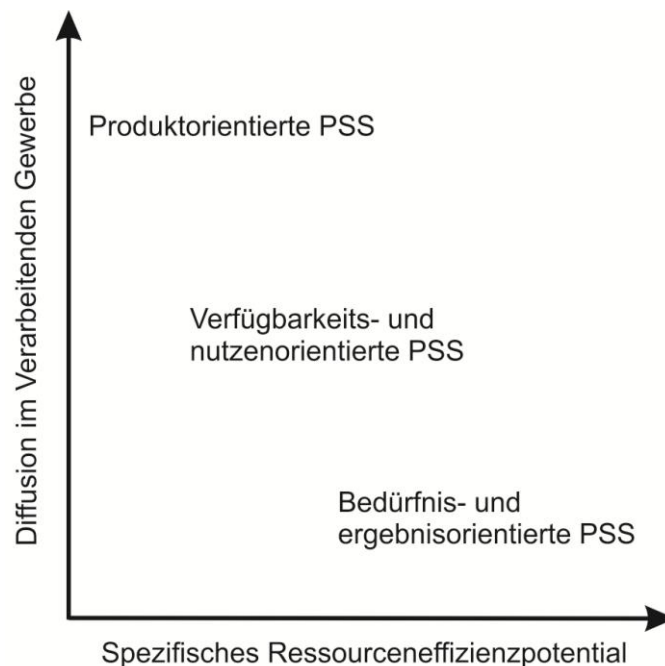 Diffusion im Verarbeitenden Gewerbe
Produktorientierte PSS
Verfügbarkeits- und
nutzenorientierte PSS
Bedürfnis- und
ergebnisorientierte PSS
Spezifisches Ressourceneffizienzpotential